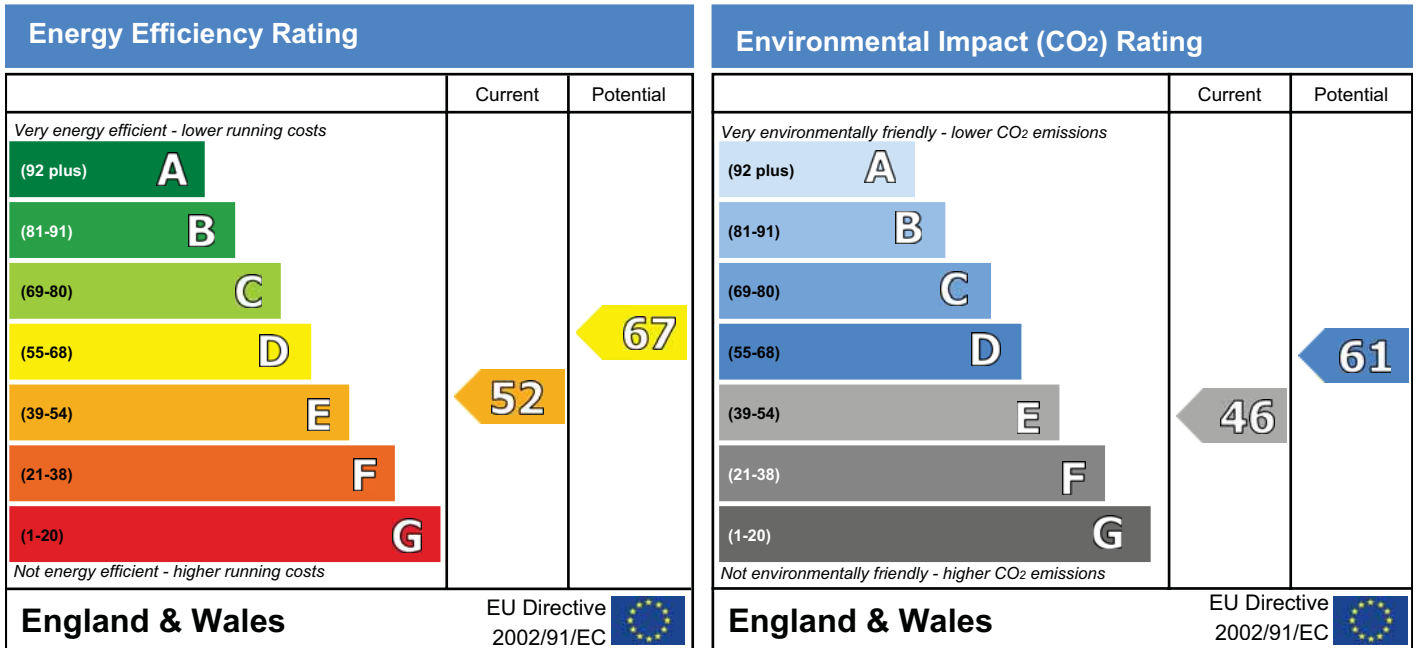 Energy Efficiency Rating
Current Potential
Very energy efficient - lower running costs
(92 plus) A
(81-91) B
(69-80) C
(55-68) D
67
(39-54) E
52
(21-38) F
(1-20) G
Not energy efficient - higher running costs
England & Wales
EU Directive
2002/91/EC
Environmental Impact (CO2) Rating
Current Potential
Very environmentally friendly - lower CO2 emissions
(92 plus) A
(81-91) B
(69-80) C
(55-68) D
61
(39-54) E
46
(21-38) F
(1-20) G
Not environmentally friendly - higher CO2 emissions
England & Wales
EU Directive
2002/91/EC